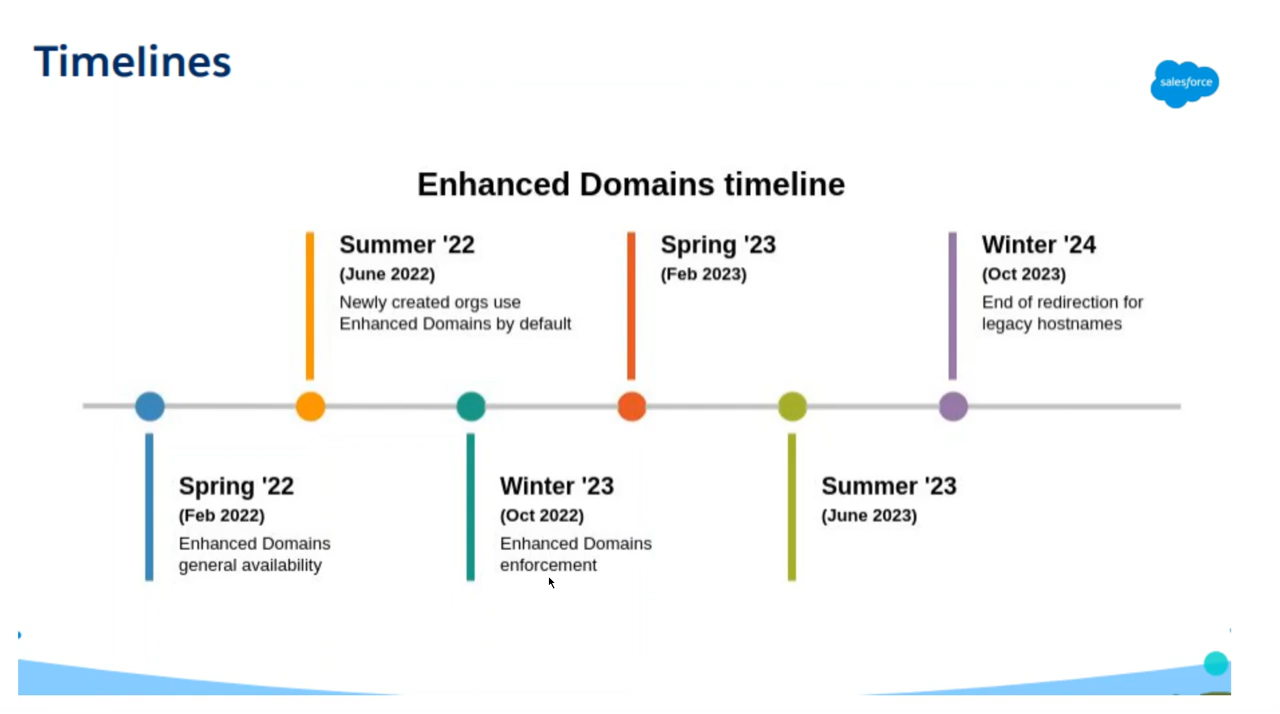 Timelines
salesforce
Enhanced Domains timeline
Summer '22
(June 2022)
Newly created orgs use
Enhanced Domains by default
Spring '23
(Feb 2023)
Winter '24
(Oct 2023)
End of redirection for
legacy hostnames
Spring '22
(Feb 2022)
Enhanced Domains
general availability
Winter '23
(Oct 2022)
Enhanced Domains
enforcement
Summer '23
(June 2023)